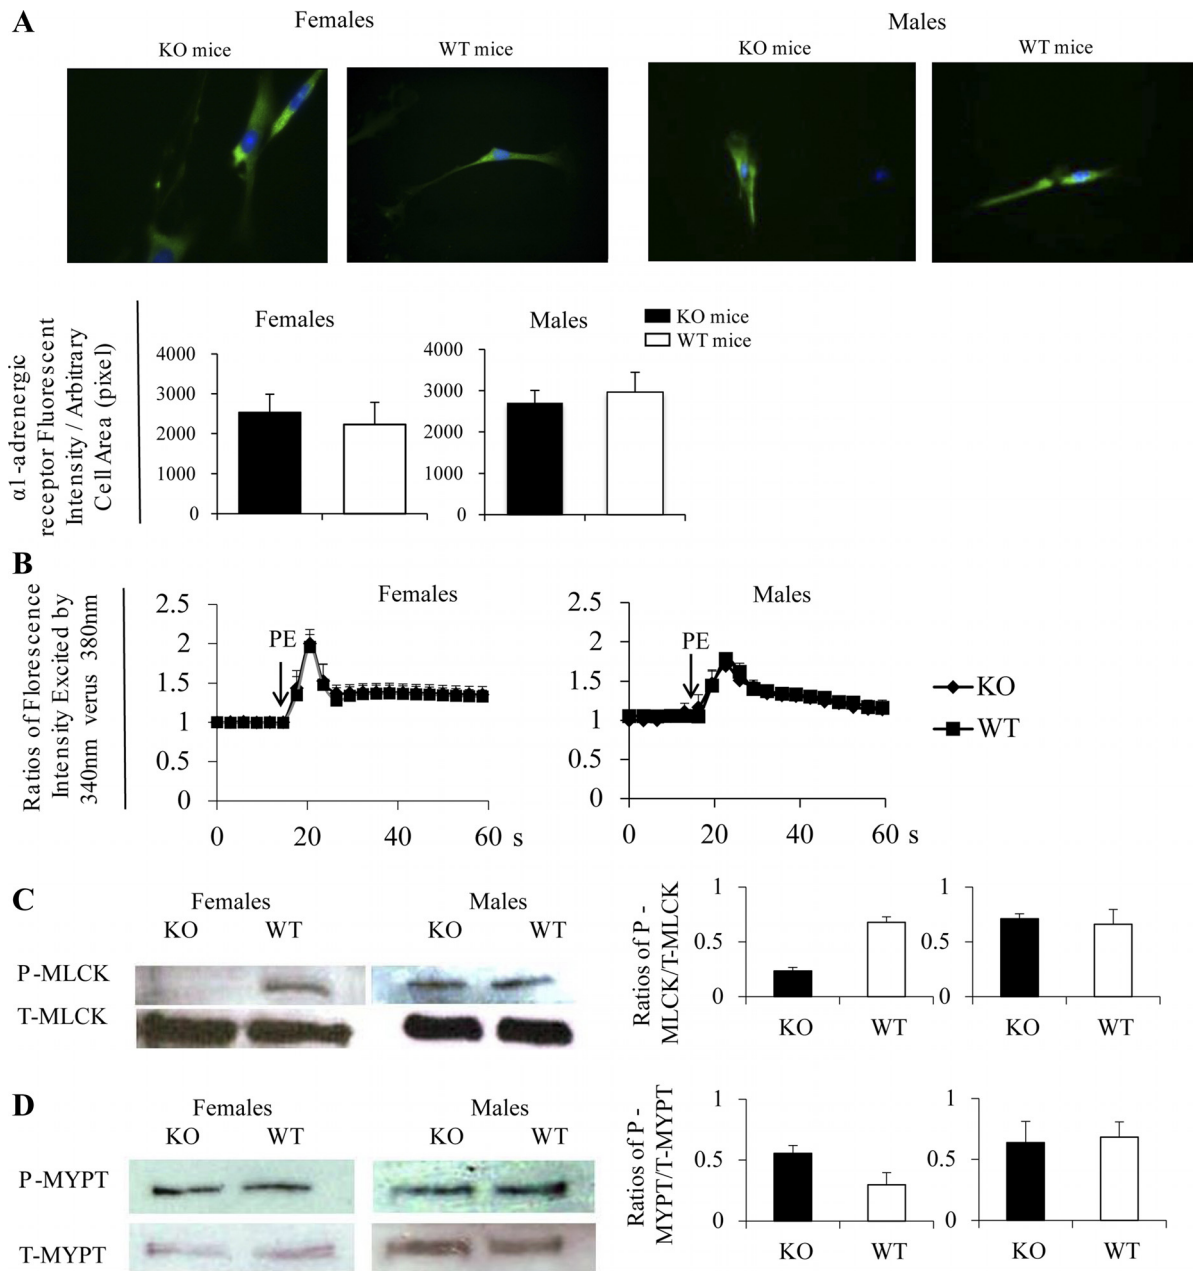 A
Females
Males
KO mice
WT mice
KO mice
WT mice
α1-adrenergic
receptor Fluorescent
Intensity / Arbitrary
Cell Area (pixel)
Females
4000
3000
2000
1000
0
Males
4000
3000
2000
1000
0
KO mice
WT mice
B
Ratios of Florescence
Intensity Excited by
340nm verus 380nm
Females
2.5
2
1.5
1
0.5
0
PE
0 20 40 60 s
Males
2.5
2
1.5
1
0.5
0
PE
0 20 40 60 s
KO
WT
C
Females
Males
KO WT
KO WT
P-MLCK
T-MLCK
Ratios of P -
MLCK/T-MLCK
1
0.5
0
KO WT
1
0.5
0
KO WT
D
Females
Males
KO WT
KO WT
P-MYPT
T-MYPT
Ratios of P -
MYPT/T-MYPT
1
0.5
0
KO WT
1
0.5
0
KO WT